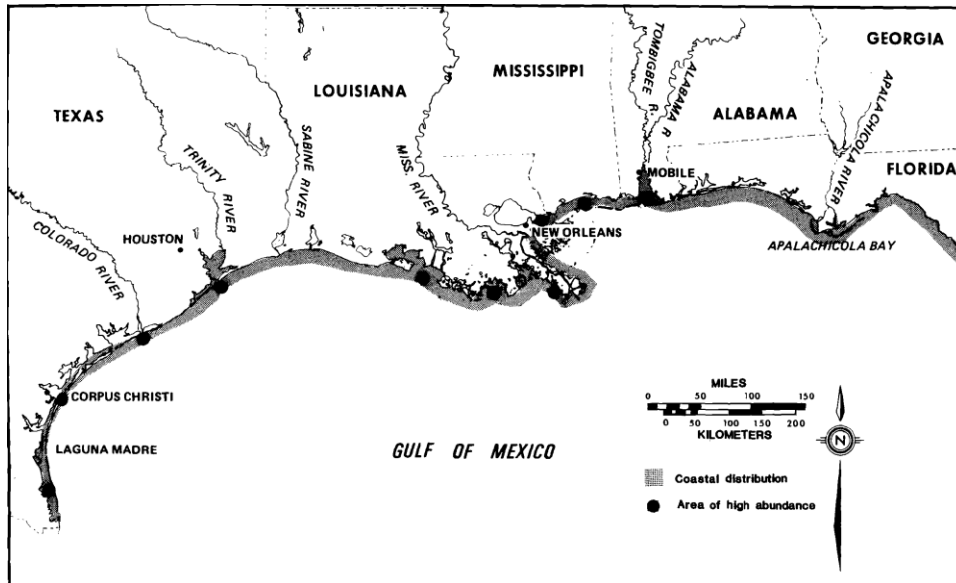 GEORGIA
TOMBIGBEE R.
ALABAMA R
MISSISSIPPI
LOUISIANA
TEXAS
ALABAMA
APALACHICOLA RIVER
SABINE RIVER
TRINITY RIVER
MISS. RIVER
MOBILE
FLORIDA
COLORADO RIVER
HOUSTON
NEW ORLEANS
APALACHICOLA BAY
CORPUS CHRISTI
LAGUNA MADRE
GULF OF MEXICO
MILES
0 50 100 150
0 50 100 150 200
KILOMETERS
N
Coastal distribution
Area of high abundance